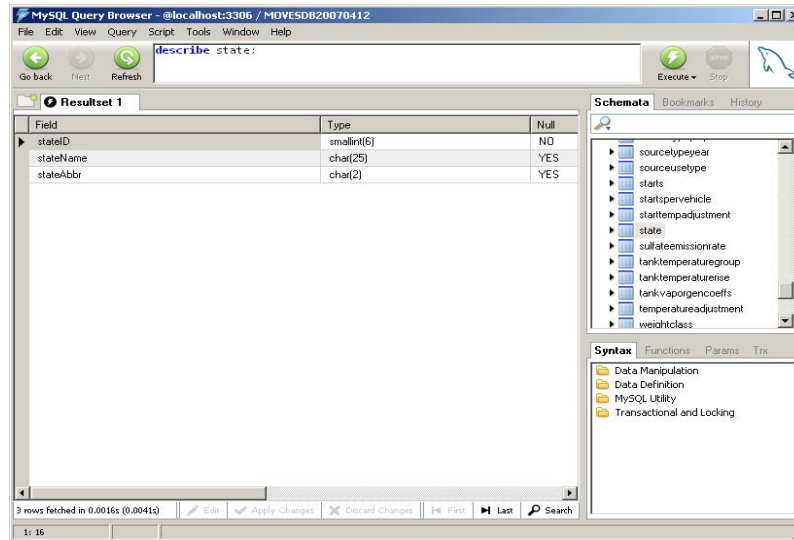 MySQL Query Browser - @localhost:3306 / MOVESDB20070412
File Edit View Query Script Tools Window Help
describe state;
Go back Next Refresh
Execute Stop
Resultset 1
Field Type Null
stateID smallint(6) NO
stateName char(25) YES
stateAbbr char(2) YES
Schemata Bookmarks History
sourcetypeyear
sourceusetype
starts
startspervehicle
starttempadjustment
state
sulfateemissionrate
tanktemperaturegroup
tanktemperaturerise
tankvaporgencoeffs
temperatureadjustment
weightclass
Syntax Functions Params Trx
Data Manipulation
Data Definition
MySQL Utility
Transactional and Locking
3 rows fetched in 0.0016s (0.0041s) Edit Apply Changes Discard Changes First Last Search
1: 16